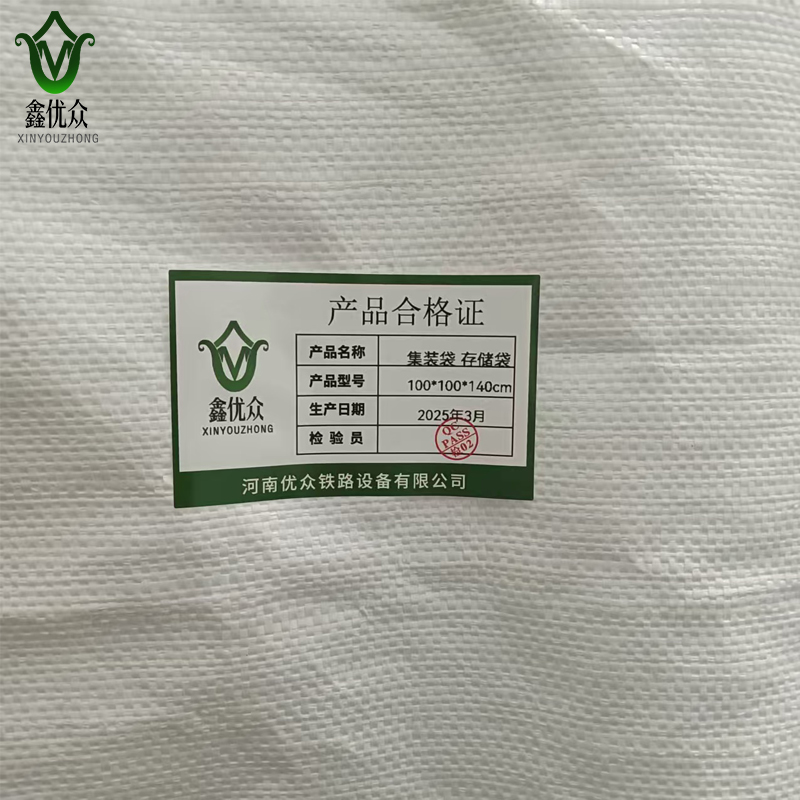 鑫优众
XINYOUZHONG
产品合格证
产品名称 集装袋 存储袋
产品型号 100*100*140cm
生产日期 2025年3月
检验员
QC
PASS
检02
鑫优众
XINYOUZHONG
河南优众铁路设备有限公司